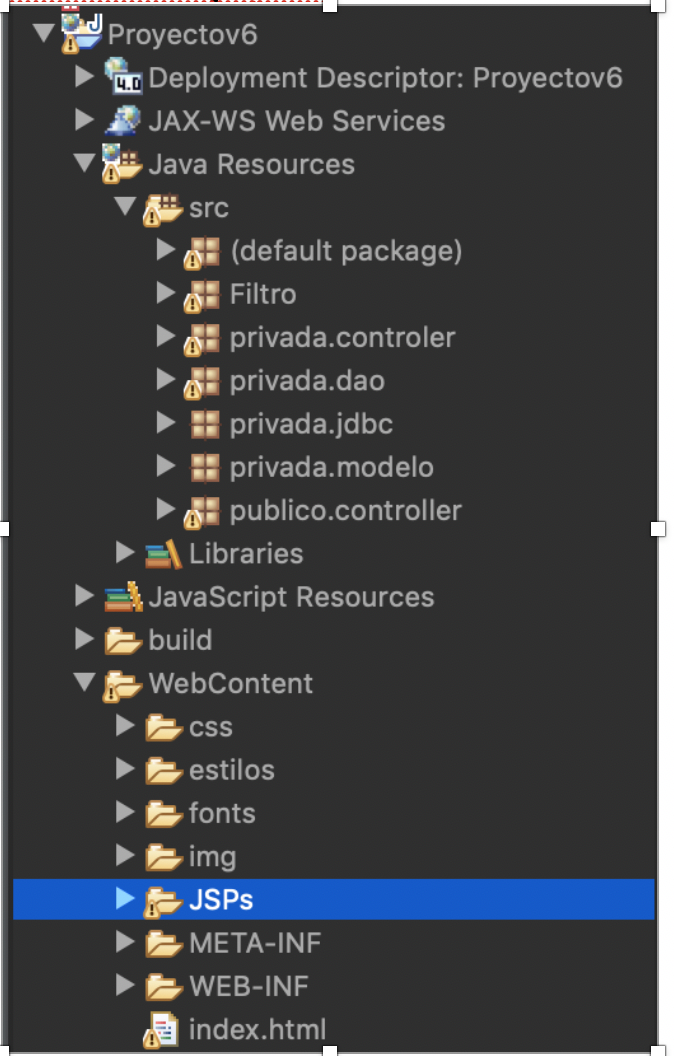 Proyectov6
4.0 Deployment Descriptor: Proyectov6
JAX-WS Web Services
Java Resources
src
(default package)
Filtro
privada.controler
privada.dao
privada.jdbc
privada.modelo
publico.controller
Libraries
JavaScript Resources
build
WebContent
css
estilos
fonts
img
JSPs
META-INF
WEB-INF
index.html